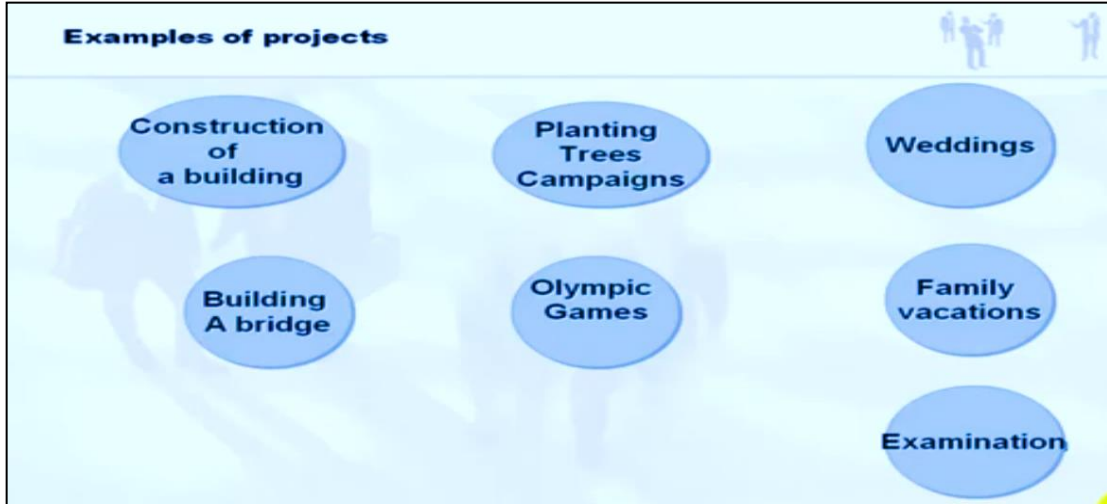 Examples of projects
Construction
of
a building
Planting
Trees
Campaigns
Weddings
Building
A bridge
Olympic
Games
Family
vacations
Examination